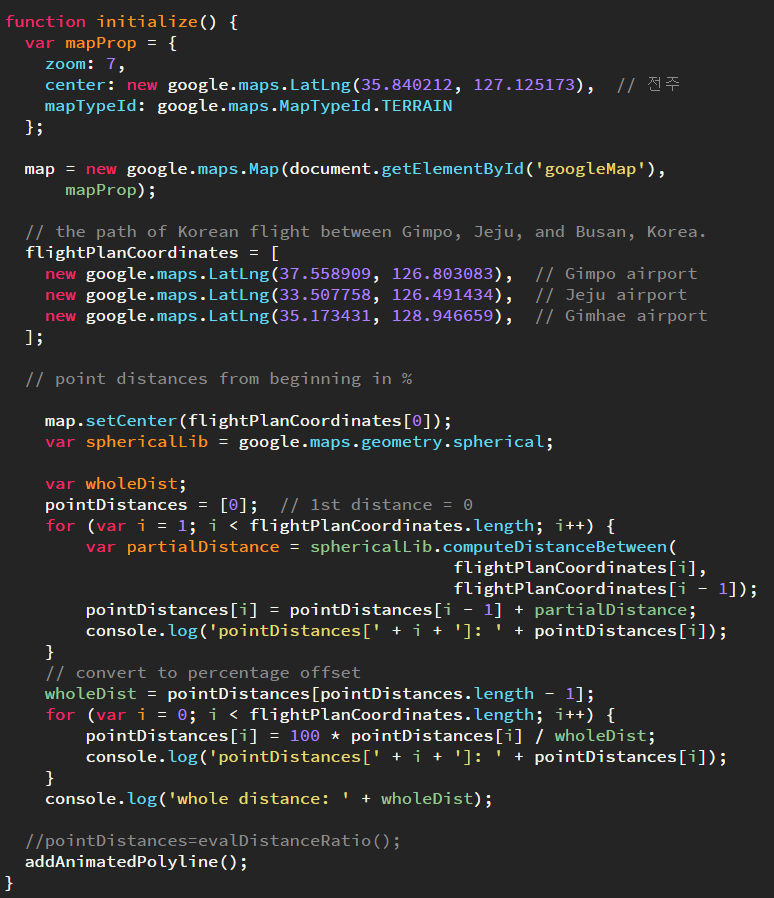 function initialize() {
  var mapProp = {
    zoom: 7,
    center: new google.maps.LatLng(35.840212, 127.125173),  // 전주
    mapTypeId: google.maps.MapTypeId.TERRAIN
  };

  map = new google.maps.Map(document.getElementById('googleMap'),
      mapProp);

  // the path of Korean flight between Gimpo, Jeju, and Busan, Korea.
  flightPlanCoordinates = [
    new google.maps.LatLng(37.558909, 126.803083),  // Gimpo airport
    new google.maps.LatLng(33.507758, 126.491434),  // Jeju airport
    new google.maps.LatLng(35.173431, 128.946659),  // Gimhae airport
  ];

  // point distances from beginning in %

    map.setCenter(flightPlanCoordinates[0]);
    var sphericalLib = google.maps.geometry.spherical;

    var wholeDist;
    pointDistances = [0];  // 1st distance = 0
    for (var i = 1; i < flightPlanCoordinates.length; i++) {
        var partialDistance = sphericalLib.computeDistanceBetween(
                                            flightPlanCoordinates[i],
                                            flightPlanCoordinates[i - 1]);
        pointDistances[i] = pointDistances[i - 1] + partialDistance;
        console.log('pointDistances[' + i + ']: ' + pointDistances[i]);
    }
    // convert to percentage offset
    wholeDist = pointDistances[pointDistances.length - 1];
    for (var i = 0; i < flightPlanCoordinates.length; i++) {
        pointDistances[i] = 100 * pointDistances[i] / wholeDist;
        console.log('pointDistances[' + i + ']: ' + pointDistances[i]);
    }
    console.log('whole distance: ' + wholeDist);

  //pointDistances=evalDistanceRatio();
  addAnimatedPolyline();
}